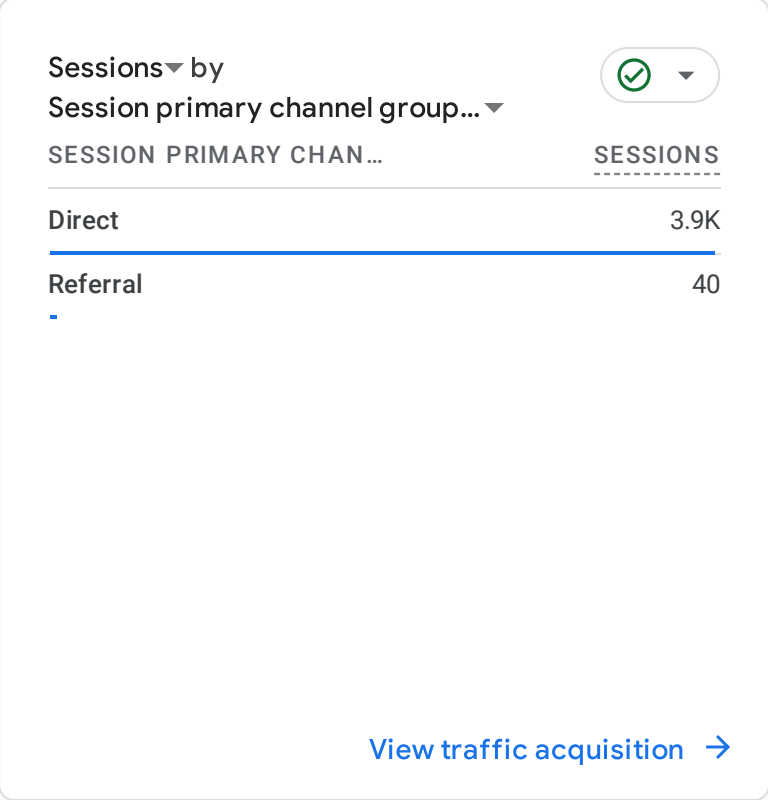 Sessions by
Session primary channel group...
SESSION PRIMARY CHAN... SESSIONS
Direct 3.9K
Referral 40
View traffic acquisition